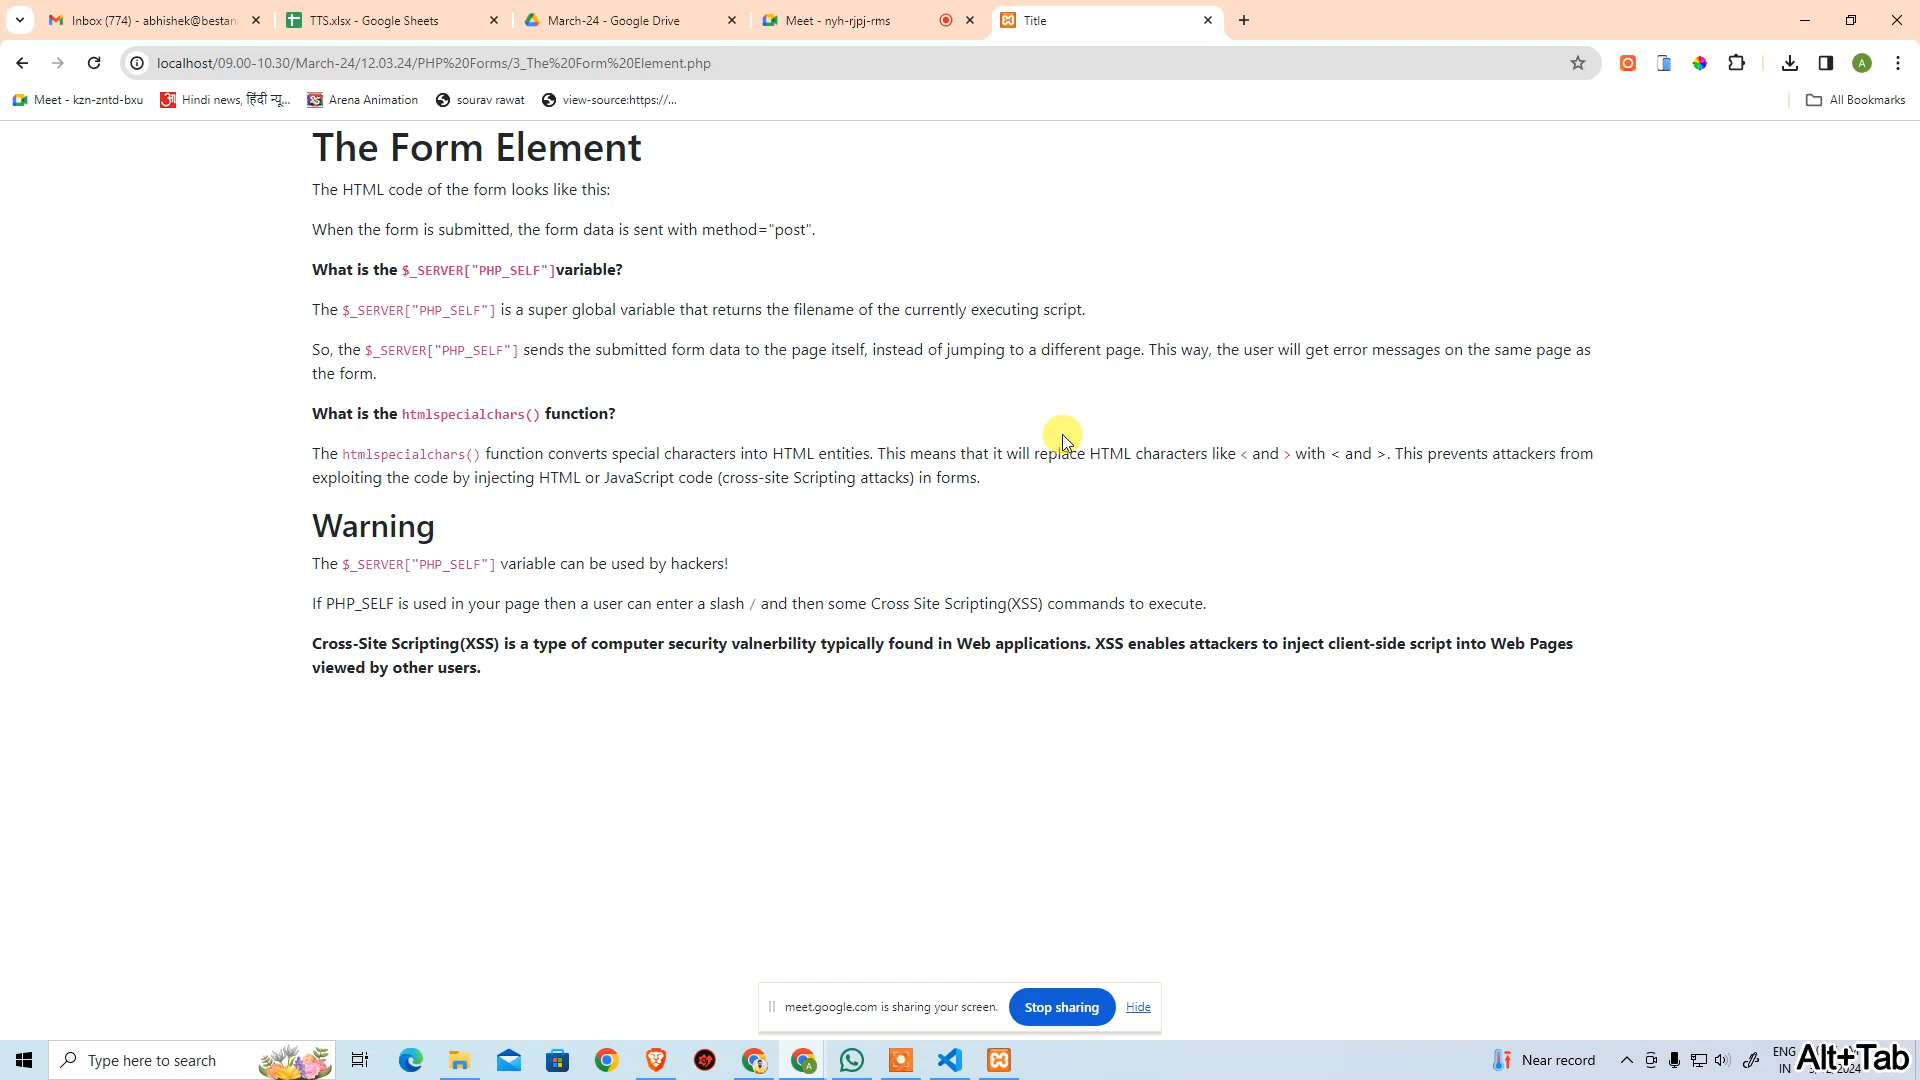 Inbox (774) - abhishek@bestan
TTS.xlsx - Google Sheets
March-24 - Google Drive
Meet - nyh-rjpj-rms
Title
localhost/09.00-10.30/March-24/12.03.24/PHP%20Forms/3_The%20Form%20Element.php
A
Meet - kzn-zntd-bxu
Hindi news, हिंदी न्यू...
Arena Animation
sourav rawat
view-source:https://...
All Bookmarks
The Form Element
The HTML code of the form looks like this:
When the form is submitted, the form data is sent with method="post".
What is the $_SERVER["PHP_SELF"]variable?
The $_SERVER["PHP_SELF"] is a super global variable that returns the filename of the currently executing script.
So, the $_SERVER["PHP_SELF"] sends the submitted form data to the page itself, instead of jumping to a different page. This way, the user will get error messages on the same page as
the form.
What is the htmlspecialchars() function?
The htmlspecialchars() function converts special characters into HTML entities. This means that it will replace HTML characters like < and > with < and >. This prevents attackers from
exploiting the code by injecting HTML or JavaScript code (cross-site Scripting attacks) in forms.
Warning
The $_SERVER["PHP_SELF"] variable can be used by hackers!
If PHP_SELF is used in your page then a user can enter a slash / and then some Cross Site Scripting(XSS) commands to execute.
Cross-Site Scripting(XSS) is a type of computer security valnerbility typically found in Web applications. XSS enables attackers to inject client-side script into Web Pages
viewed by other users.
meet.google.com is sharing your screen.
Stop sharing
Hide
Type here to search
Near record
ENG
IN
Alt+Tab